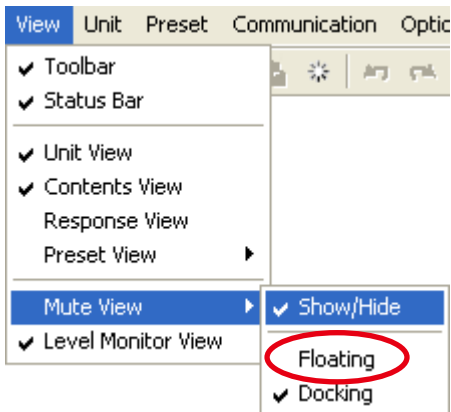 View Unit Preset Communication Optic
Toolbar
Status Bar
Unit View
Contents View
Response View
Preset View
Mute View
Show/Hide
Level Monitor View
Floating
Docking